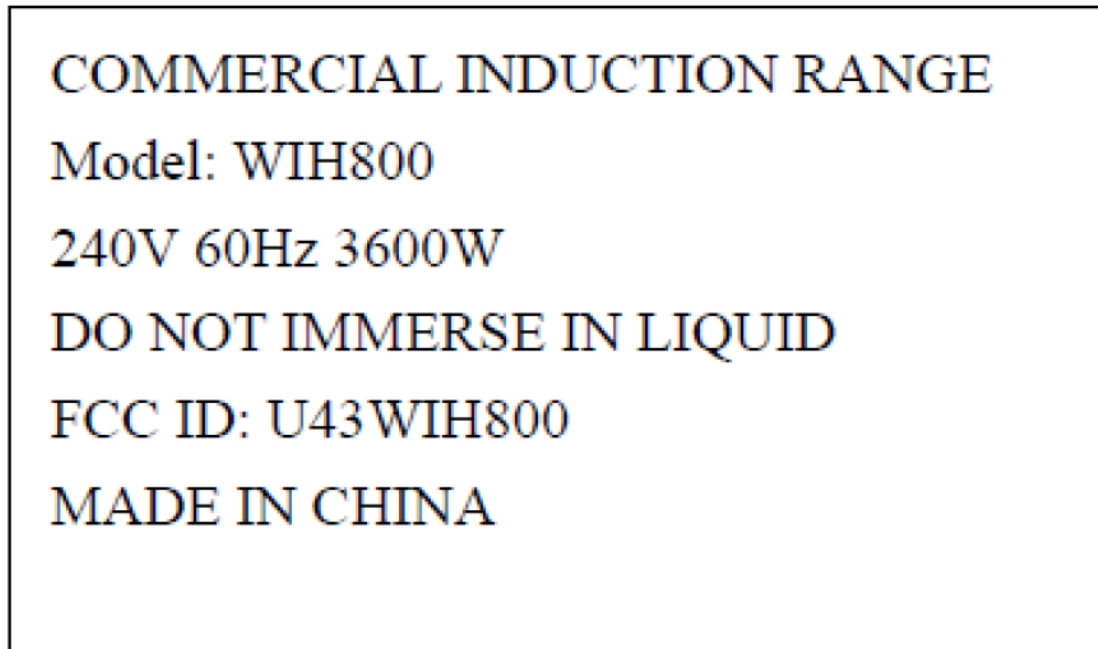 COMMERCIAL INDUCTION RANGE
Model: WIH800
240V 60Hz 3600W
DO NOT IMMERSE IN LIQUID
FCC ID: U43WIH800
MADE IN CHINA